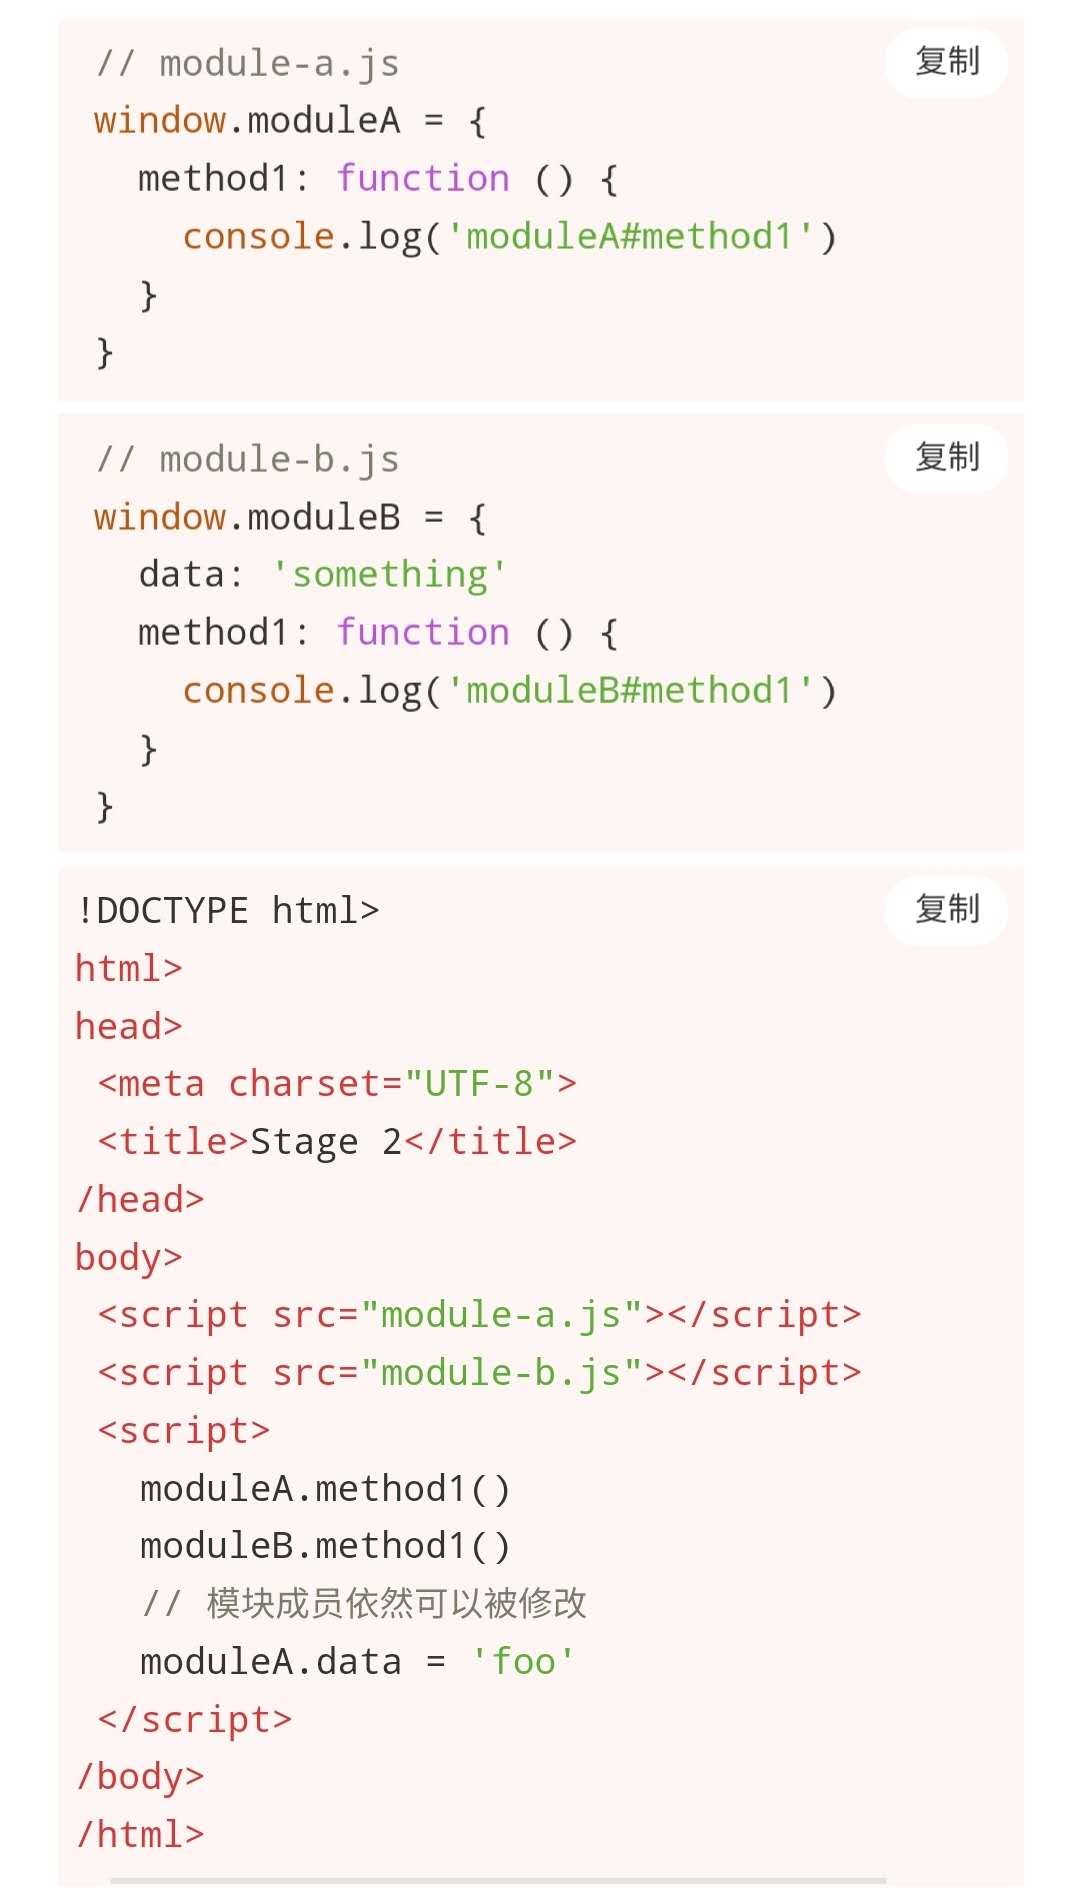 // module-a.js
复制
window.moduleA = {
  method1: function () {
    console.log('moduleA#method1')
  }
}
// module-b.js
复制
window.moduleB = {
  data: 'something'
  method1: function () {
    console.log('moduleB#method1')
  }
}
!DOCTYPE html>
复制
html>
head>
 <meta charset="UTF-8">
 <title>Stage 2</title>
/head>
body>
 <script src="module-a.js"></script>
 <script src="module-b.js"></script>
 <script>
   moduleA.method1()
   moduleB.method1()
   // 模块成员依然可以被修改
   moduleA.data = 'foo'
 </script>
/body>
/html>